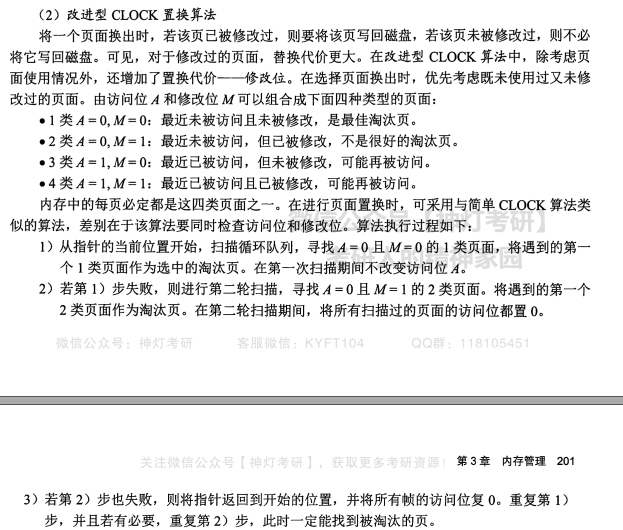 （2）改进型 CLOCK 置换算法
将一个页面换出时，若该页已被修改过，则要将该页写回磁盘，若该页未被修改过，则不必
将它写回磁盘。可见，对于修改过的页面，替换代价更大。在改进型 CLOCK 算法中，除考虑页
面使用情况外，还增加了置换代价——修改位。在选择页面换出时，优先考虑既未使用过又未修
改过的页面。由访问位 A 和修改位 M 可以组合成下面四种类型的页面：
● 1 类 A = 0, M = 0：最近未被访问且未被修改，是最佳淘汰页。
● 2 类 A = 0, M = 1：最近未被访问，但已被修改，不是很好的淘汰页。
● 3 类 A = 1, M = 0：最近已被访问，但未被修改，可能再被访问。
● 4 类 A = 1, M = 1：最近已被访问且已被修改，可能再被访问。
内存中的每页必定都是这四类页面之一。在进行页面置换时，可采用与简单 CLOCK 算法类
似的算法，差别在于该算法要同时检查访问位和修改位。算法执行过程如下：
微信公众号【神灯考研】
1）从指针的当前位置开始，扫描循环队列，寻找 A = 0 且 M = 0 的 1 类页面，将遇到的第一
个 1 类页面作为选中的淘汰页。在第一次扫描期间不改变访问位 A。
考研人的精神家园
2）若第 1）步失败，则进行第二轮扫描，寻找 A = 0 且 M = 1 的 2 类页面。将遇到的第一个
2 类页面作为淘汰页。在第二轮扫描期间，将所有扫描过的页面的访问位都置 0。
微信公众号：神灯考研 客服微信：KYFT104 QQ群：118105451
关注微信公众号【神灯考研】，获取更多考研资源！ 第 3 章 内存管理 201
3）若第 2）步也失败，则将指针返回到开始的位置，并将所有帧的访问位复 0。重复第 1）
步，并且若有必要，重复第 2）步，此时一定能找到被淘汰的页。